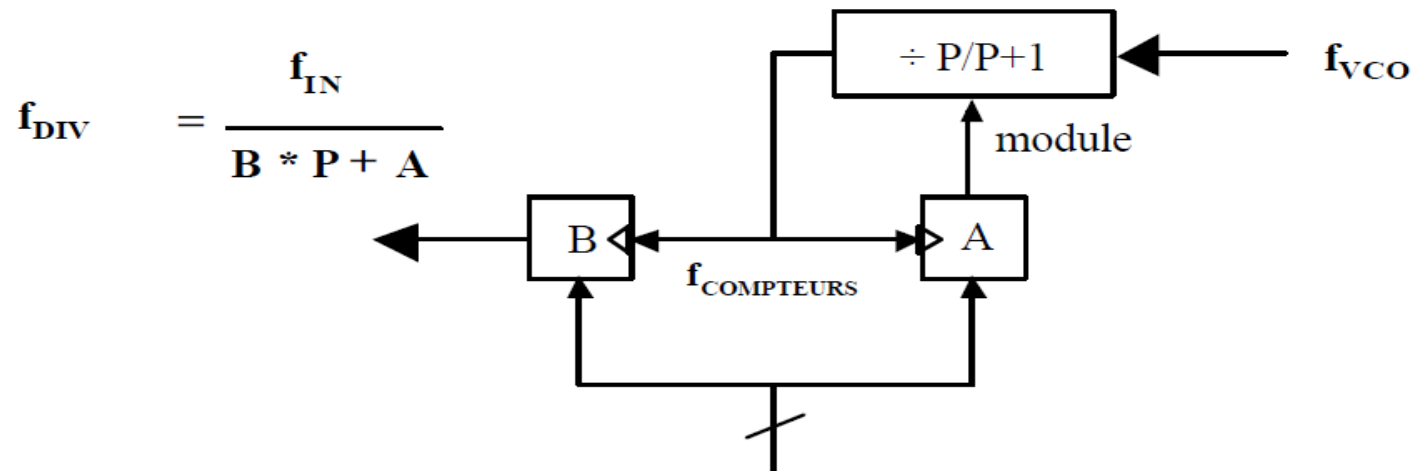 f_DIV = f_IN / (B * P + A)
÷ P/P+1
f_VCO
module
B
A
f_COMPTEURS